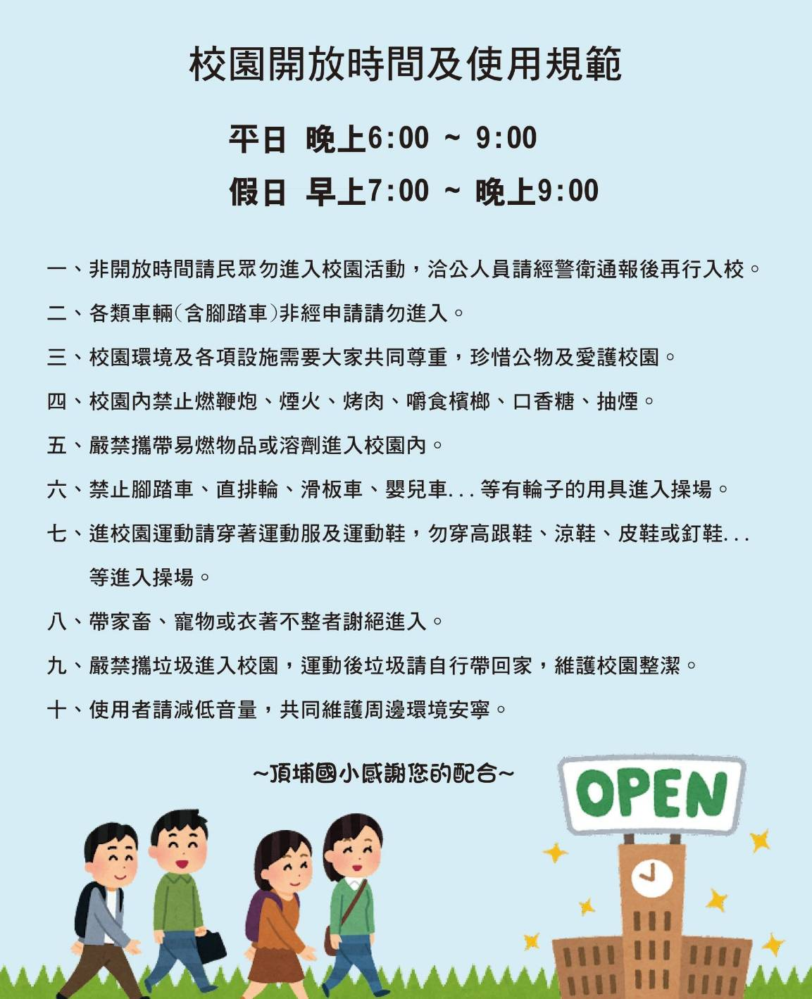 校園開放時間及使用規範
平日 晚上6:00 ~ 9:00
假日 早上7:00 ~ 晚上9:00
一、非開放時間請民眾勿進入校園活動，洽公人員請經警衛通報後再行入校。
二、各類車輛(含腳踏車)非經申請請勿進入。
三、校園環境及各項設施需要大家共同尊重，珍惜公物及愛護校園。
四、校園內禁止燃鞭炮、煙火、烤肉、嚼食檳榔、口香糖、抽煙。
五、嚴禁攜帶易燃物品或溶劑進入校園內。
六、禁止腳踏車、直排輪、滑板車、嬰兒車...等有輪子的用具進入操場。
七、進校園運動請穿著運動服及運動鞋，勿穿高跟鞋、涼鞋、皮鞋或釘鞋...
等進入操場。
八、帶家畜、寵物或衣著不整者謝絕進入。
九、嚴禁攜垃圾進入校園，運動後垃圾請自行帶回家，維護校園整潔。
十、使用者請減低音量，共同維護周邊環境安寧。
~頂埔國小感謝您的配合~
OPEN